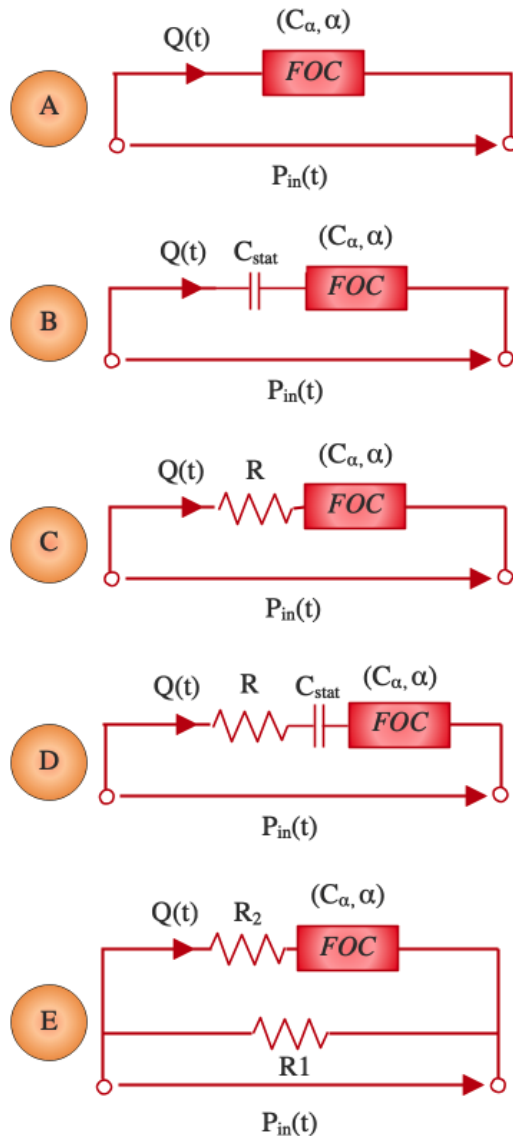 (Cα, α)
Q(t)
FOC
A
Pin(t)
(Cα, α)
Q(t) Cstat
FOC
B
Pin(t)
(Cα, α)
Q(t) R
FOC
C
Pin(t)
Q(t) R Cstat (Cα, α)
FOC
D
Pin(t)
(Cα, α)
Q(t) R2
FOC
E
R1
Pin(t)